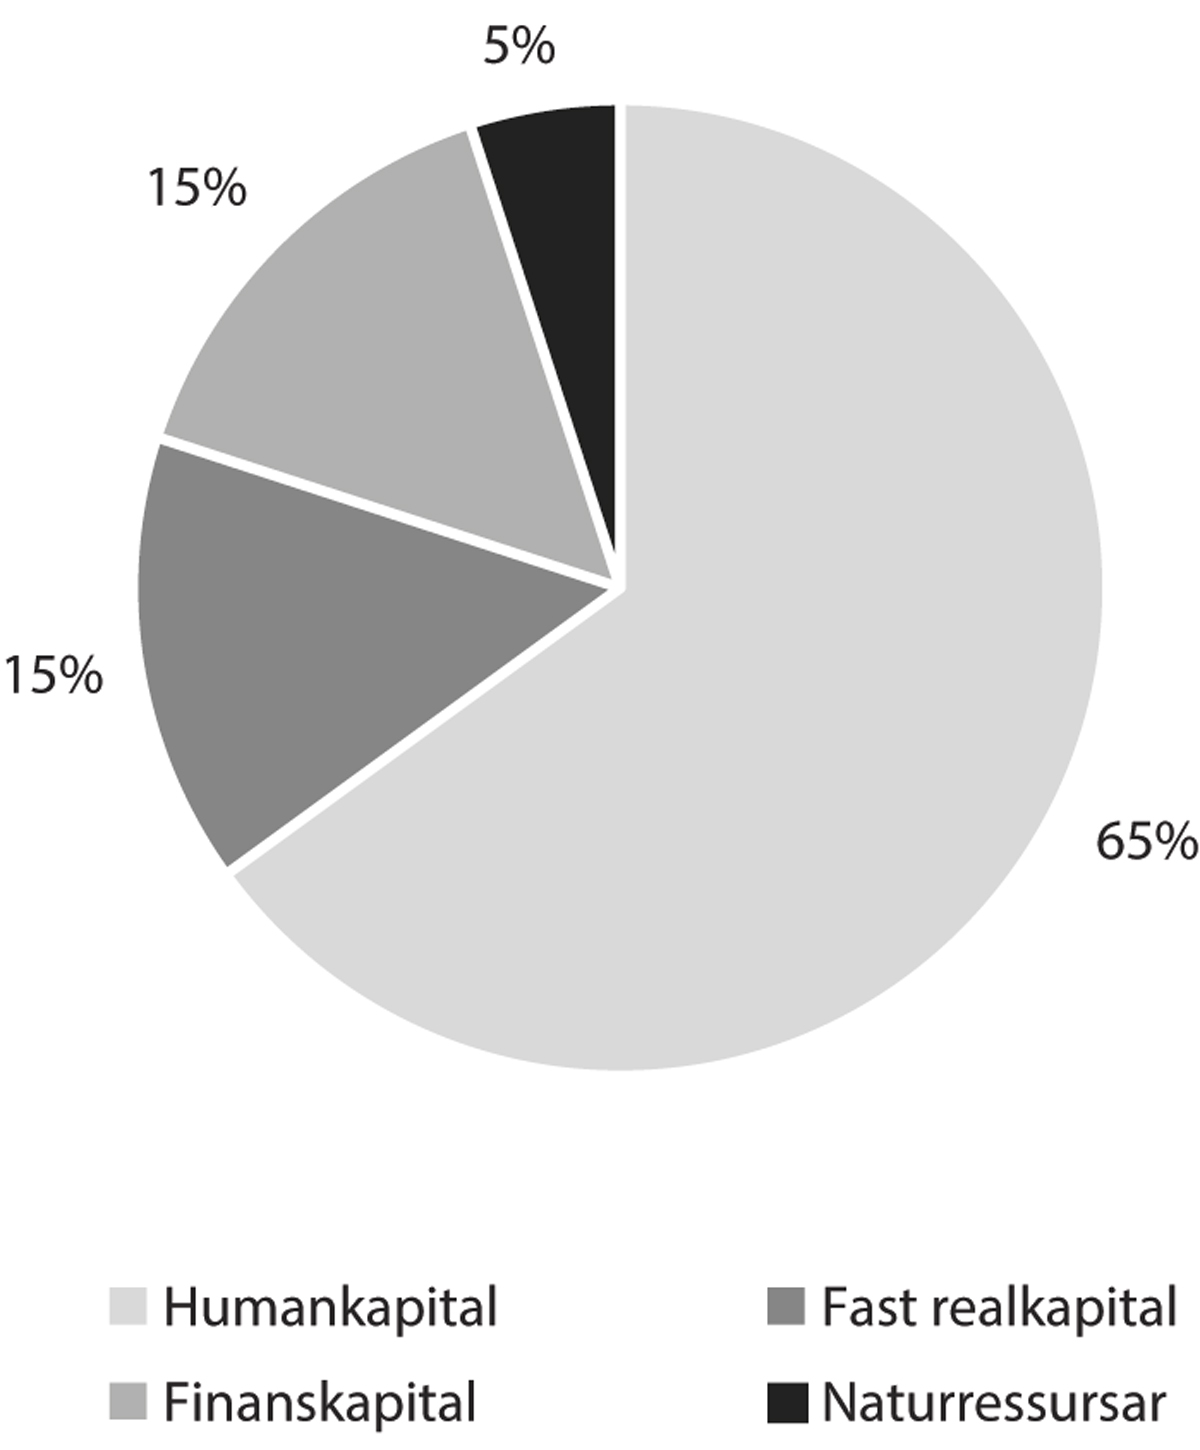 5%
15%
15%
65%
Humankapital
Fast realkapital
Finanskapital
Naturressursar